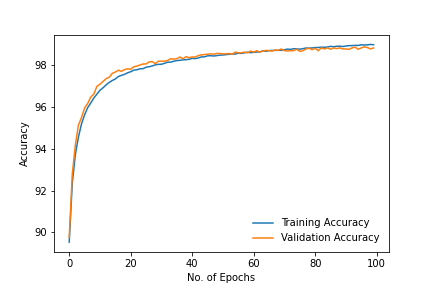 98
96
94
92
90
Accuracy
Training Accuracy
Validation Accuracy
0 20 40 60 80 100
No. of Epochs